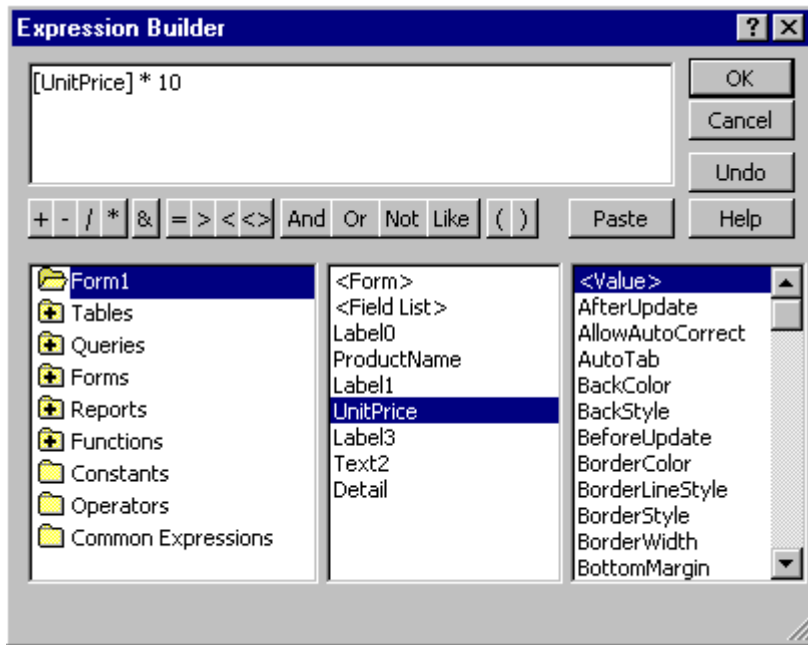 Expression Builder
[UnitPrice] * 10
OK
Cancel
Undo
+ - / * & = > < <> And Or Not Like ( ) Paste Help
Form1
Tables
Queries
Forms
Reports
Functions
Constants
Operators
Common Expressions
<Form>
<Field List>
Label0
ProductName
Label1
UnitPrice
Label3
Text2
Detail
<Value>
AfterUpdate
AllowAutoCorrect
AutoTab
BackColor
BackStyle
BeforeUpdate
BorderColor
BorderLineStyle
BorderStyle
BorderWidth
BottomMargin